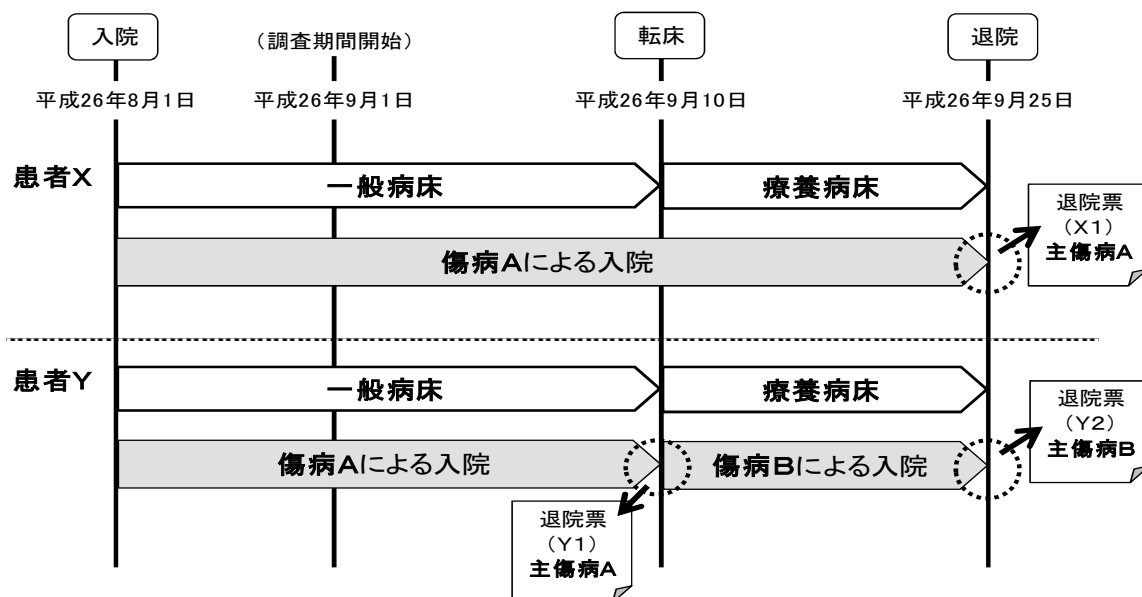 入院
(調査期間開始)
転床
退院
平成26年8月1日
平成26年9月1日
平成26年9月10日
平成26年9月25日
患者X
一般病床
療養病床
傷病Aによる入院
退院票
(X1)
主傷病A
患者Y
一般病床
療養病床
傷病Aによる入院
傷病Bによる入院
退院票
(Y2)
主傷病B
退院票
(Y1)
主傷病A